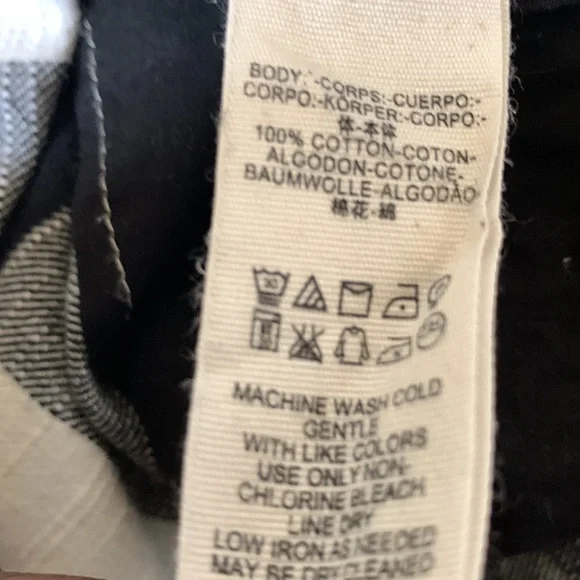 BODY:-CORPS:-CUERPO:-
CORPO:-KÖRPER:-CORPO:-
体-本体
100% COTTON-COTON-
ALGODON-COTONE-
BAUMWOLLE-ALGODÃO
棉花-綿
MACHINE WASH COLD
GENTLE
WITH LIKE COLORS
USE ONLY NON-
CHLORINE BLEACH
LINE DRY
LOW IRON AS NEEDED
MAY BE DRY CLEANED